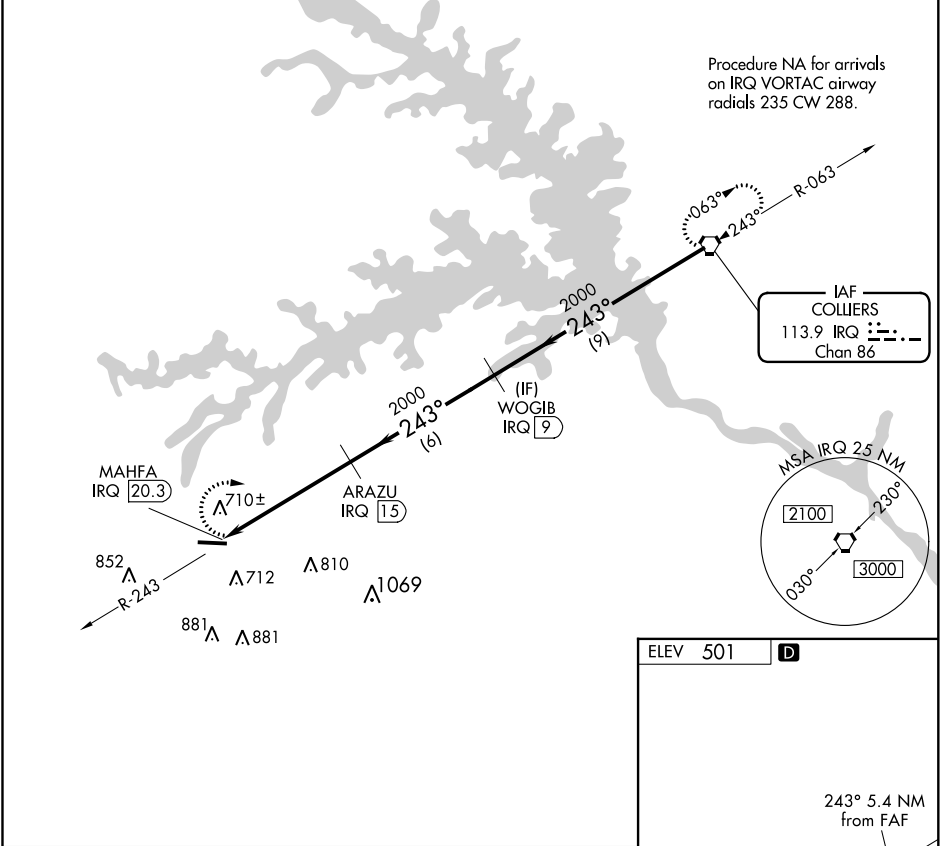 Procedure NA for arrivals
on IRQ VORTAC airway
radials 235 CW 288.
063°
243°
R-063
IAF
COLLIERS
113.9 IRQ
Chan 86
2000
243°
(9)
(IF)
WOGIB
IRQ 9
2000
243°
(6)
ARAZU
IRQ 15
MAHFA
IRQ 20.3
710±
852
R-243
712
810
1069
881
881
MSA IRQ 25 NM
2100
230°
030°
3000
ELEV 501 D
243° 5.4 NM
from FAF